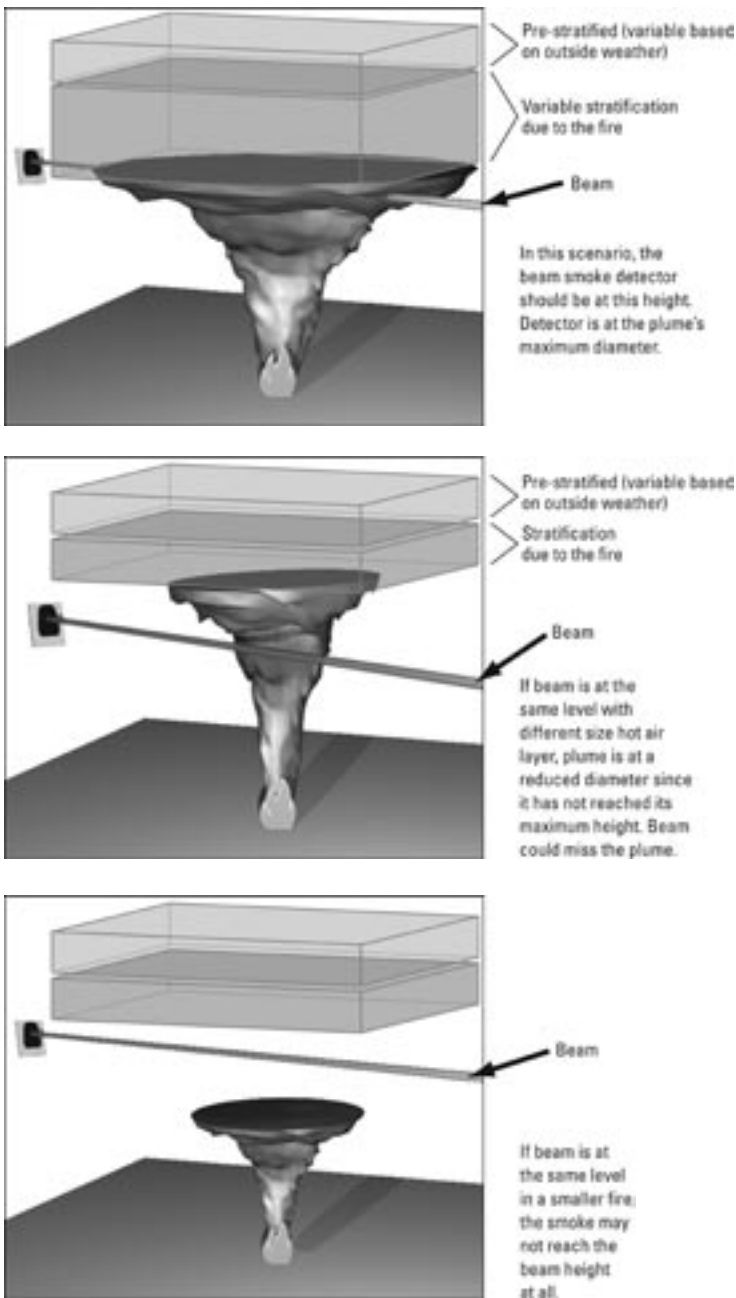 Pre-stratified (variable based
on outside weather)
Variable stratification
due to the fire
Beam
In this scenario, the
beam smoke detector
should be at this height.
Detector is at the plume's
maximum diameter.
Pre-stratified (variable based
on outside weather)
Stratification
due to the fire
Beam
If beam is at the
same level with
different size hot air
layer, plume is at a
reduced diameter since
it has not reached its
maximum height. Beam
could miss the plume.
Beam
If beam is at
the same level
in a smaller fire;
the smoke may
not reach the
beam height
at all.